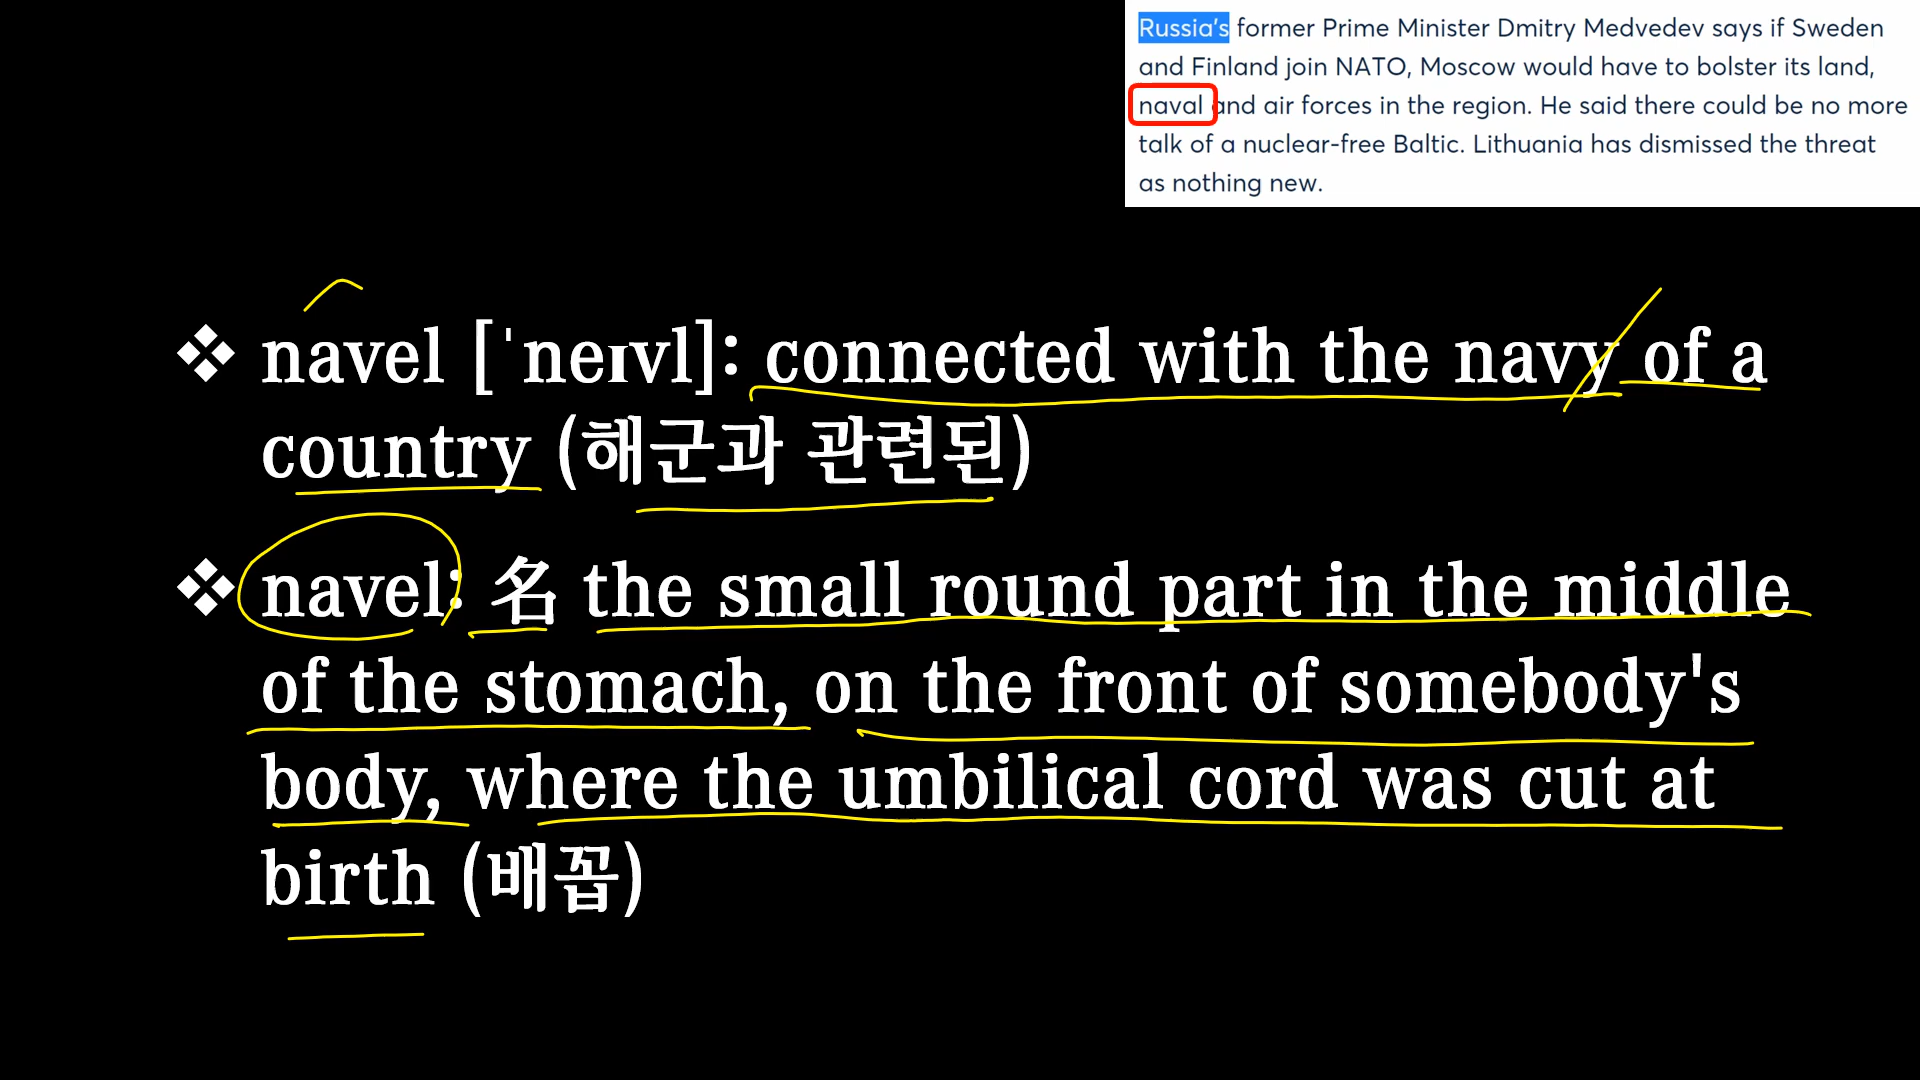 Russia's former Prime Minister Dmitry Medvedev says if Sweden
and Finland join NATO, Moscow would have to bolster its land,
naval and air forces in the region. He said there could be no more
talk of a nuclear-free Baltic. Lithuania has dismissed the threat
as nothing new.
❖ navel [ˈneɪvl]: connected with the navy of a
country (해군과 관련된)
❖ navel: 名 the small round part in the middle
of the stomach, on the front of somebody's
body, where the umbilical cord was cut at
birth (배꼽)